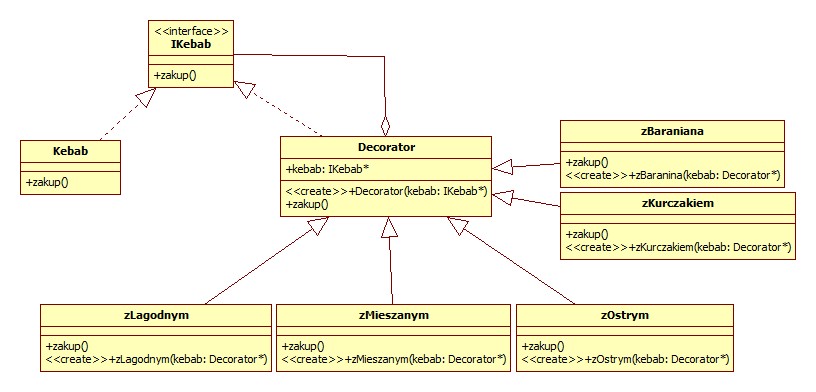 <<interface>>
IKebab
+zakup()
Kebab
+zakup()
Decorator
+kebab: IKebab*
<<create>>+Decorator(kebab: IKebab*)
+zakup()
zBaraniana
+zakup()
<<create>>+zBaranina(kebab: Decorator*)
zKurczakiem
+zakup()
<<create>>+zKurczakiem(kebab: Decorator*)
zLagodnym
+zakup()
<<create>>+zLagodnym(kebab: Decorator*)
zMieszanym
+zakup()
<<create>>+zMieszanym(kebab: Decorator*)
zOstrym
+zakup()
<<create>>+zOstrym(kebab: Decorator*)